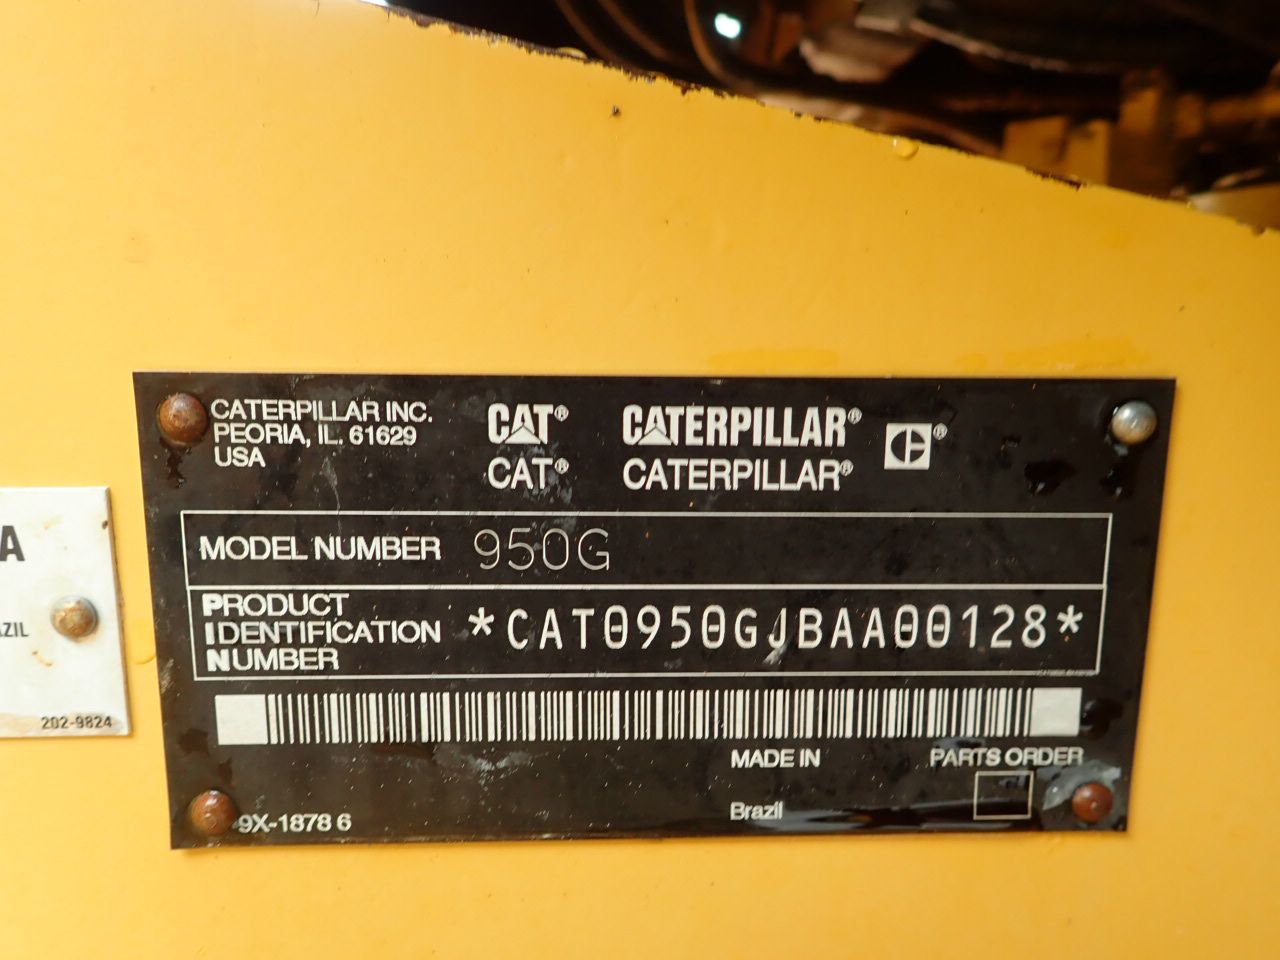 CATERPILLAR INC.
PEORIA, IL. 61629
USA
CAT®
CATERPILLAR®
®
CAT®
CATERPILLAR®
MODEL NUMBER 950G
PRODUCT
IDENTIFICATION
NUMBER
*CAT0950GJBAA00128*
MADE IN
PARTS ORDER
Brazil
9X-1878 6
A
AZIL
202-9824